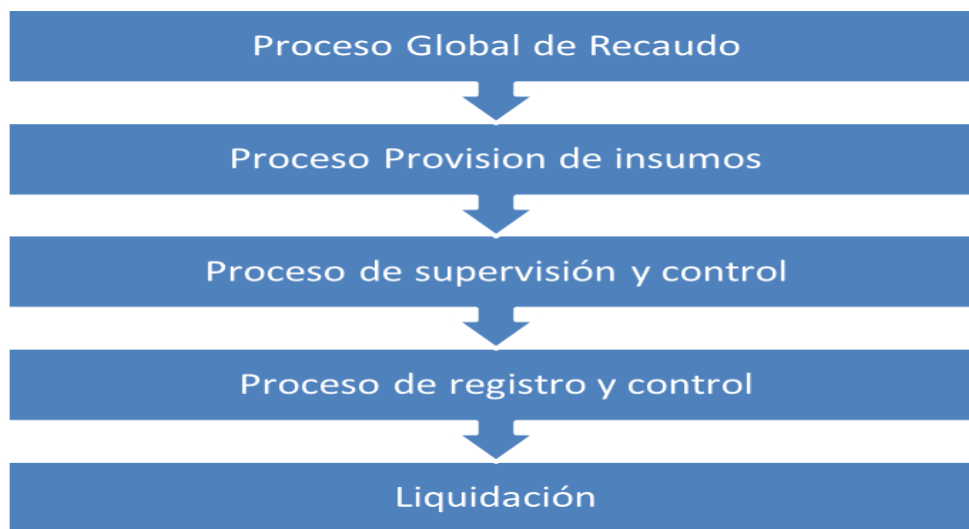 Proceso Global de Recaudo
Proceso Provision de insumos
Proceso de supervisión y control
Proceso de registro y control
Liquidación